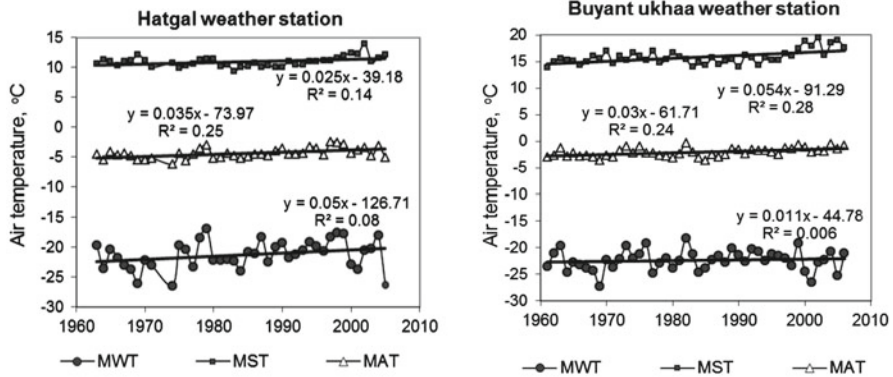 Hatgal weather station
Air temperature, °C
15
10
5
0
-5
-10
-15
-20
-25
-30
y = 0.025x - 39.18
R² = 0.14
y = 0.035x - 73.97
R² = 0.25
y = 0.05x - 126.71
R² = 0.08
1960 1970 1980 1990 2000 2010
MWT MST MAT
Buyant ukhaa weather station
Air temperature, °C
20
15
10
5
0
-5
-10
-15
-20
-25
-30
y = 0.054x - 91.29
R² = 0.28
y = 0.03x - 61.71
R² = 0.24
y = 0.011x - 44.78
R² = 0.006
1960 1970 1980 1990 2000 2010
MWT MST MAT